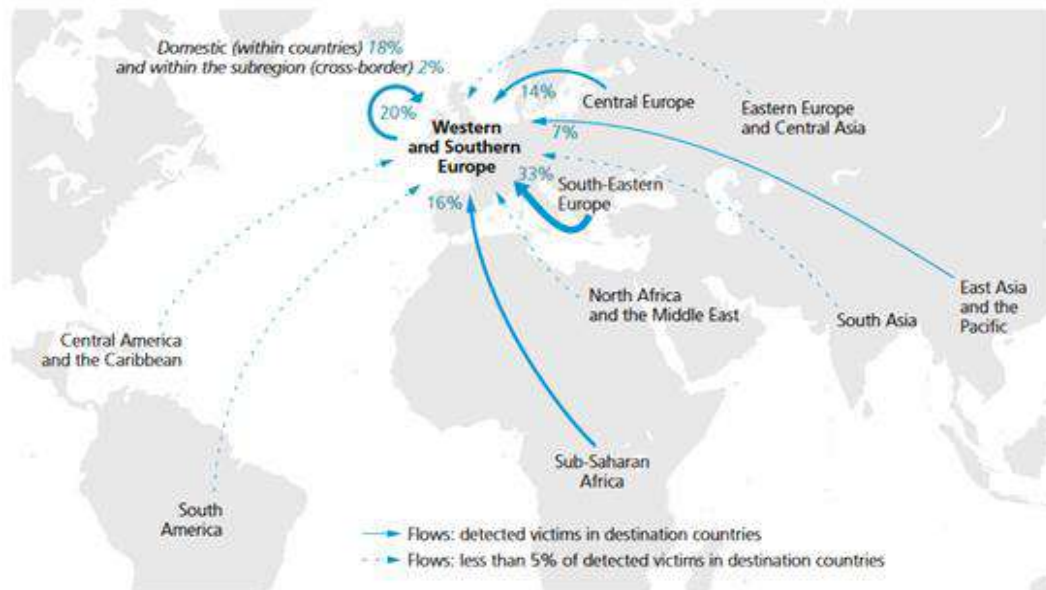 Domestic (within countries) 18%
and within the subregion (cross-border) 2%
20%
Western
and Southern
Europe
14%
Central Europe
Eastern Europe
and Central Asia
7%
33%
South-Eastern
Europe
16%
North Africa
and the Middle East
South Asia
East Asia
and the
Pacific
Central America
and the Caribbean
Sub-Saharan
Africa
South
America
Flows: detected victims in destination countries
Flows: less than 5% of detected victims in destination countries